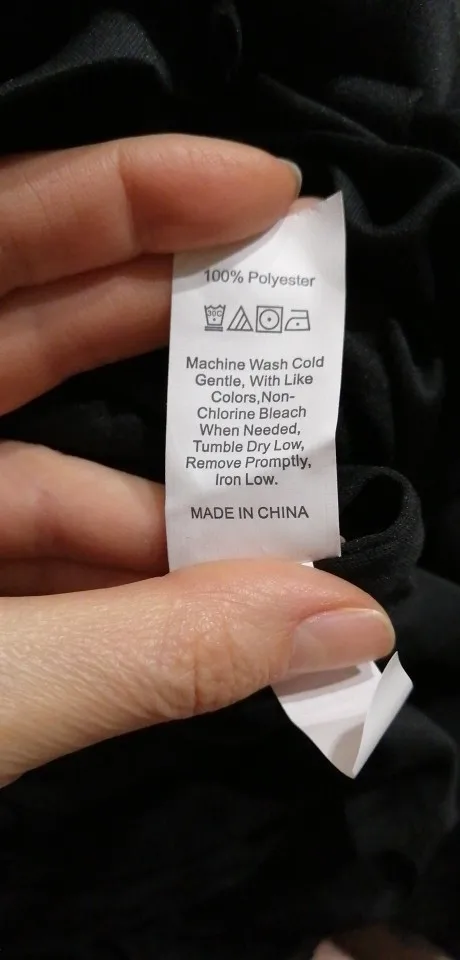 100% Polyester
30C
Machine Wash Cold
Gentle, With Like
Colors,Non-
Chlorine Bleach
When Needed,
Tumble Dry Low,
Remove Promptly,
Iron Low.
MADE IN CHINA